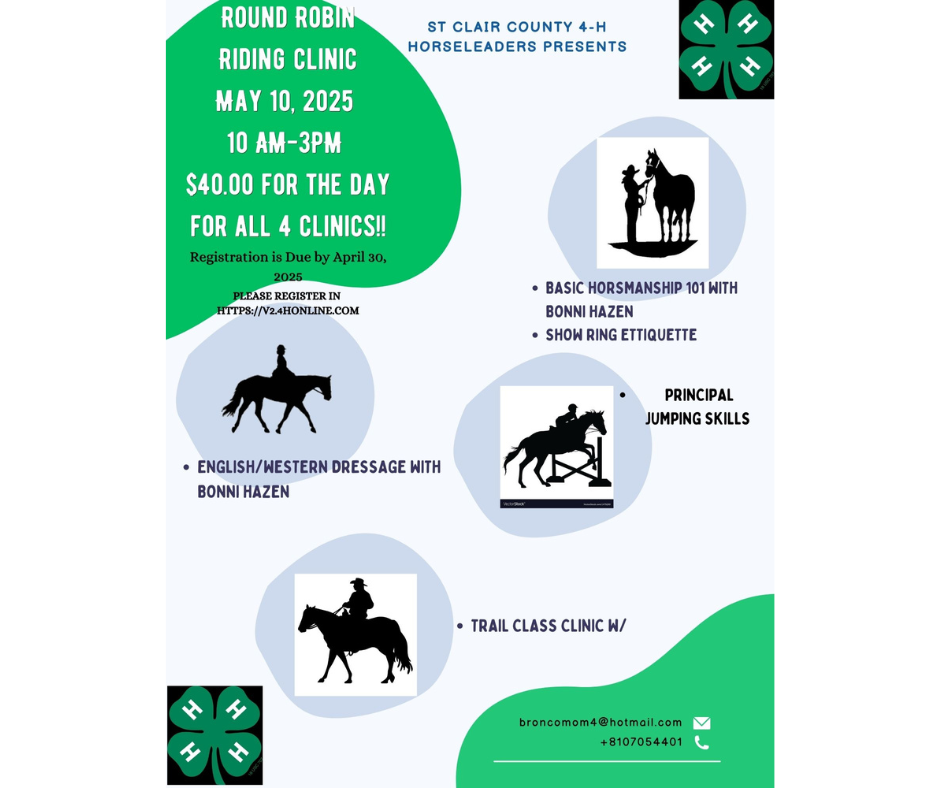 ROUND ROBIN
RIDING CLINIC
MAY 10, 2025
10 AM-3PM
$40.00 FOR THE DAY
FOR ALL 4 CLINICS!!
Registration is Due by April 30,
2025
PLEASE REGISTER IN
HTTPS://V2.4HONLINE.COM
ST CLAIR COUNTY 4-H
HORSELEADERS PRESENTS
H H
H H
• BASIC HORSMANSHIP 101 WITH
BONNI HAZEN
• SHOW RING ETTIQUETTE
• PRINCIPAL
JUMPING SKILLS
VectorStock
• ENGLISH/WESTERN DRESSAGE WITH
BONNI HAZEN
• TRAIL CLASS CLINIC W/
H H
H H
broncomom4@hotmail.com
+8107054401